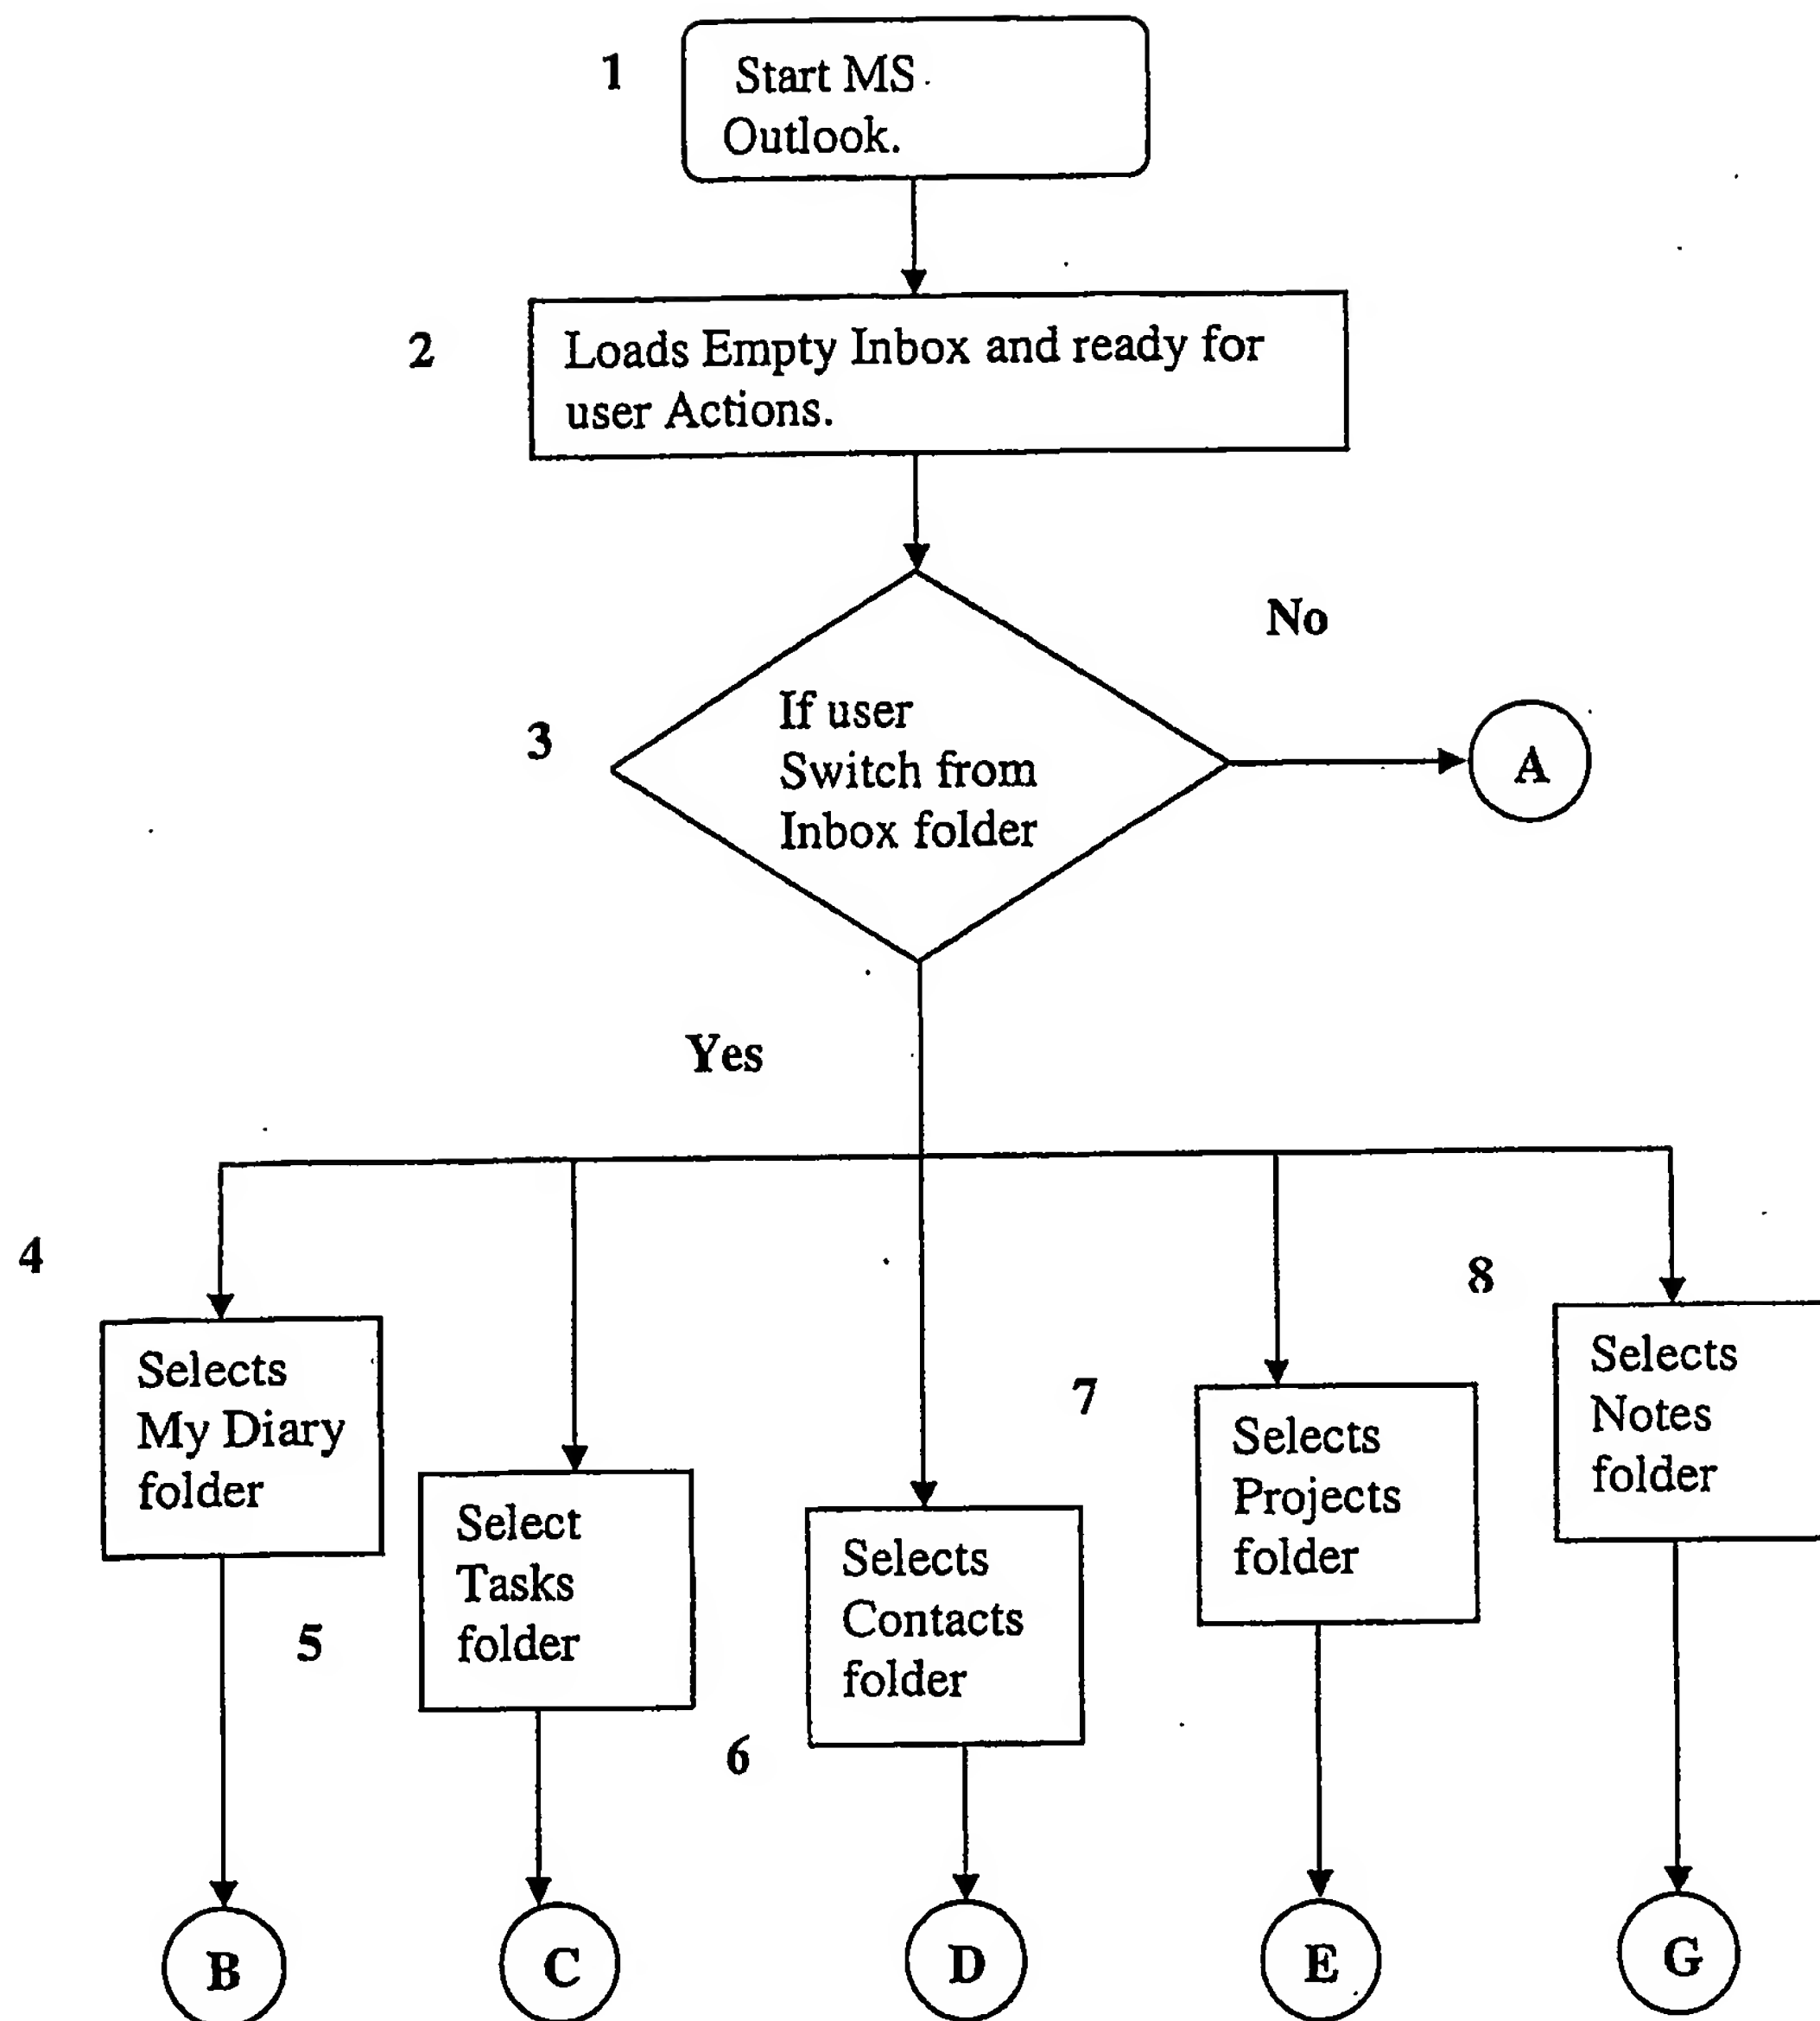 1
Start MS
Outlook.
2
Loads Empty Inbox and ready for
user Actions.
No
3
If user
Switch from
Inbox folder
A
Yes
4
Selects
My Diary
folder
5
Select
Tasks
folder
6
Selects
Contacts
folder
7
Selects
Projects
folder
8
Selects
Notes
folder
B
C
D
E
G